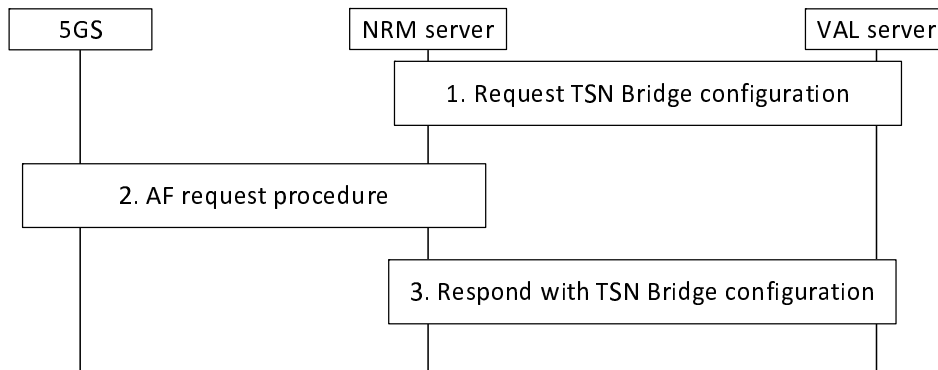 5GS
NRM server
VAL server
1. Request TSN Bridge configuration
2. AF request procedure
3. Respond with TSN Bridge configuration